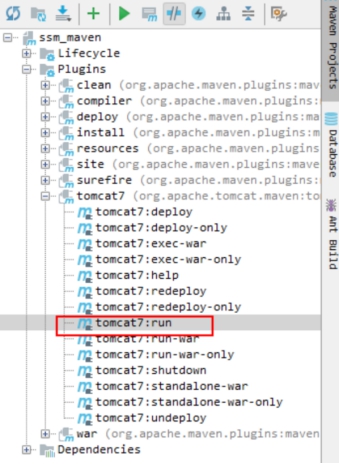 ssm_maven
Lifecycle
Plugins
clean (org.apache.maven.plugins:mav
compiler (org.apache.maven.plugins:
deploy (org.apache.maven.plugins:ma
install (org.apache.maven.plugins:m
resources (org.apache.maven.plugins
site (org.apache.maven.plugins:mave
surefire (org.apache.maven.plugins:
tomcat7 (org.apache.tomcat.maven:to
tomcat7:deploy
tomcat7:deploy-only
tomcat7:exec-war
tomcat7:exec-war-only
tomcat7:help
tomcat7:redeploy
tomcat7:redeploy-only
tomcat7:run
tomcat7:run-war
tomcat7:run-war-only
tomcat7:shutdown
tomcat7:standalone-war
tomcat7:standalone-war-only
tomcat7:undeploy
war (org.apache.maven.plugins:maven
Dependencies
Maven Projects
Database
Ant Build